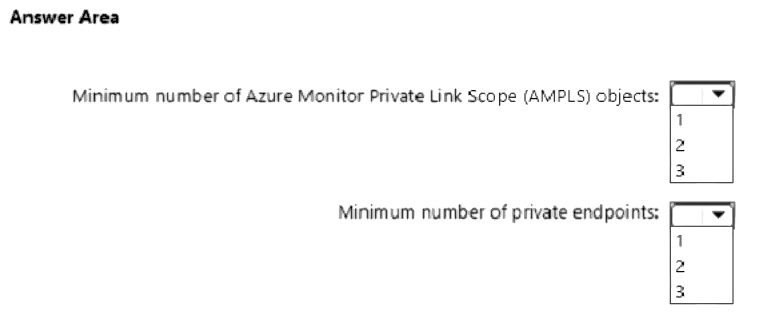 Answer Area
Minimum number of Azure Monitor Private Link Scope (AMPLS) objects:
1
2
3
Minimum number of private endpoints:
1
2
3